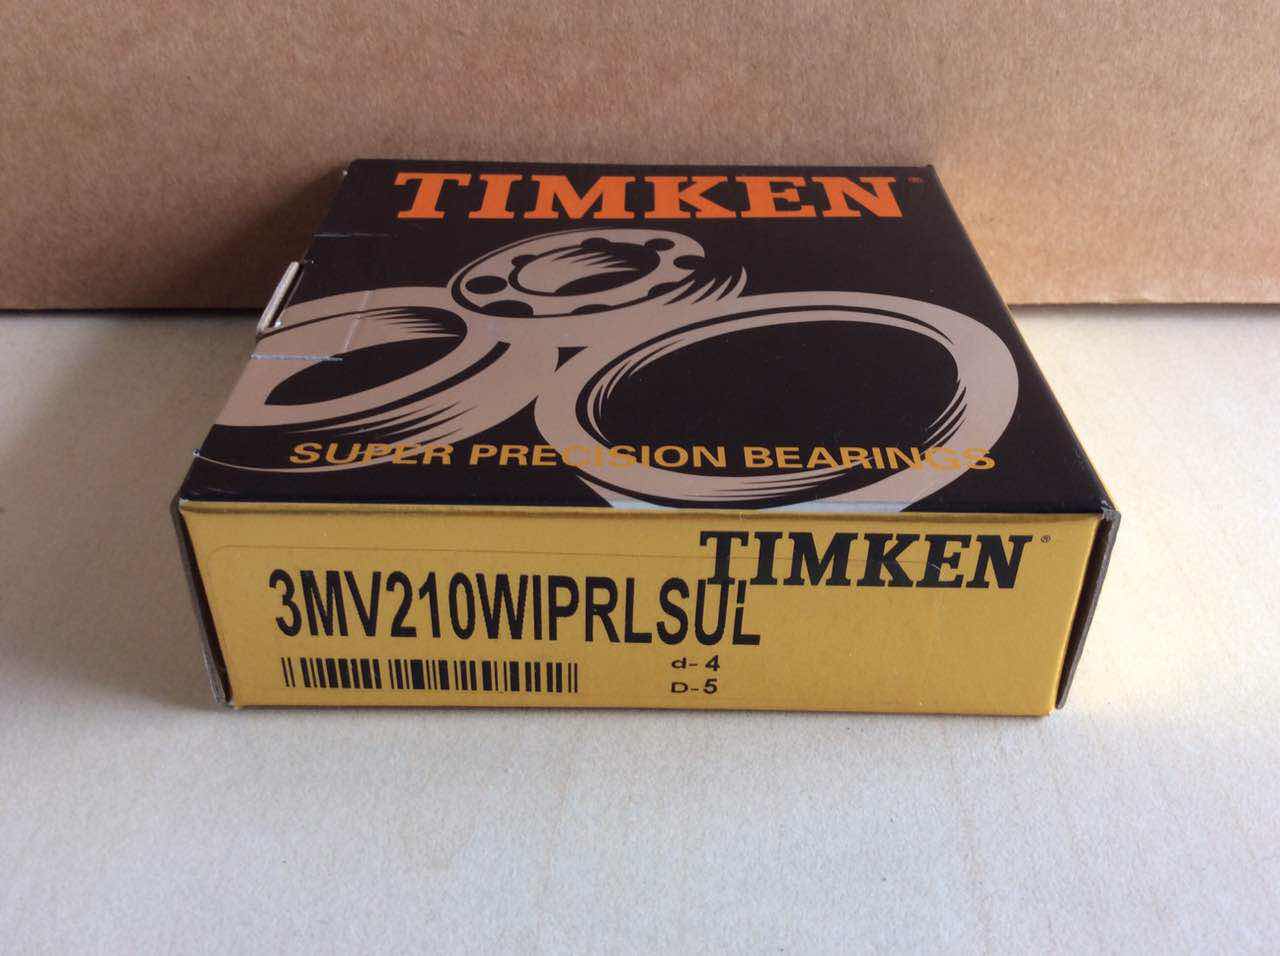 TIMKEN®
SUPER PRECISION BEARINGS
TIMKEN®
3MV210WIPRLSUL
d-4
D-5